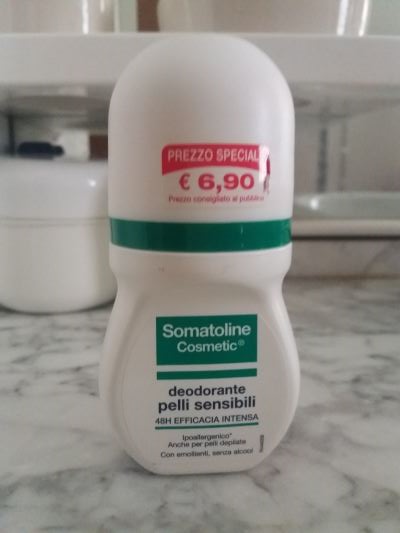 PREZZO SPECIAL
€ 6,90
Prezzo consigliato al pubblico
Somatoline
Cosmetic®
deodorante
pelli sensibili
48H EFFICACIA INTENSA
Ipoallergenico*
Anche per pelli depilate
Con emollienti, senza alcool